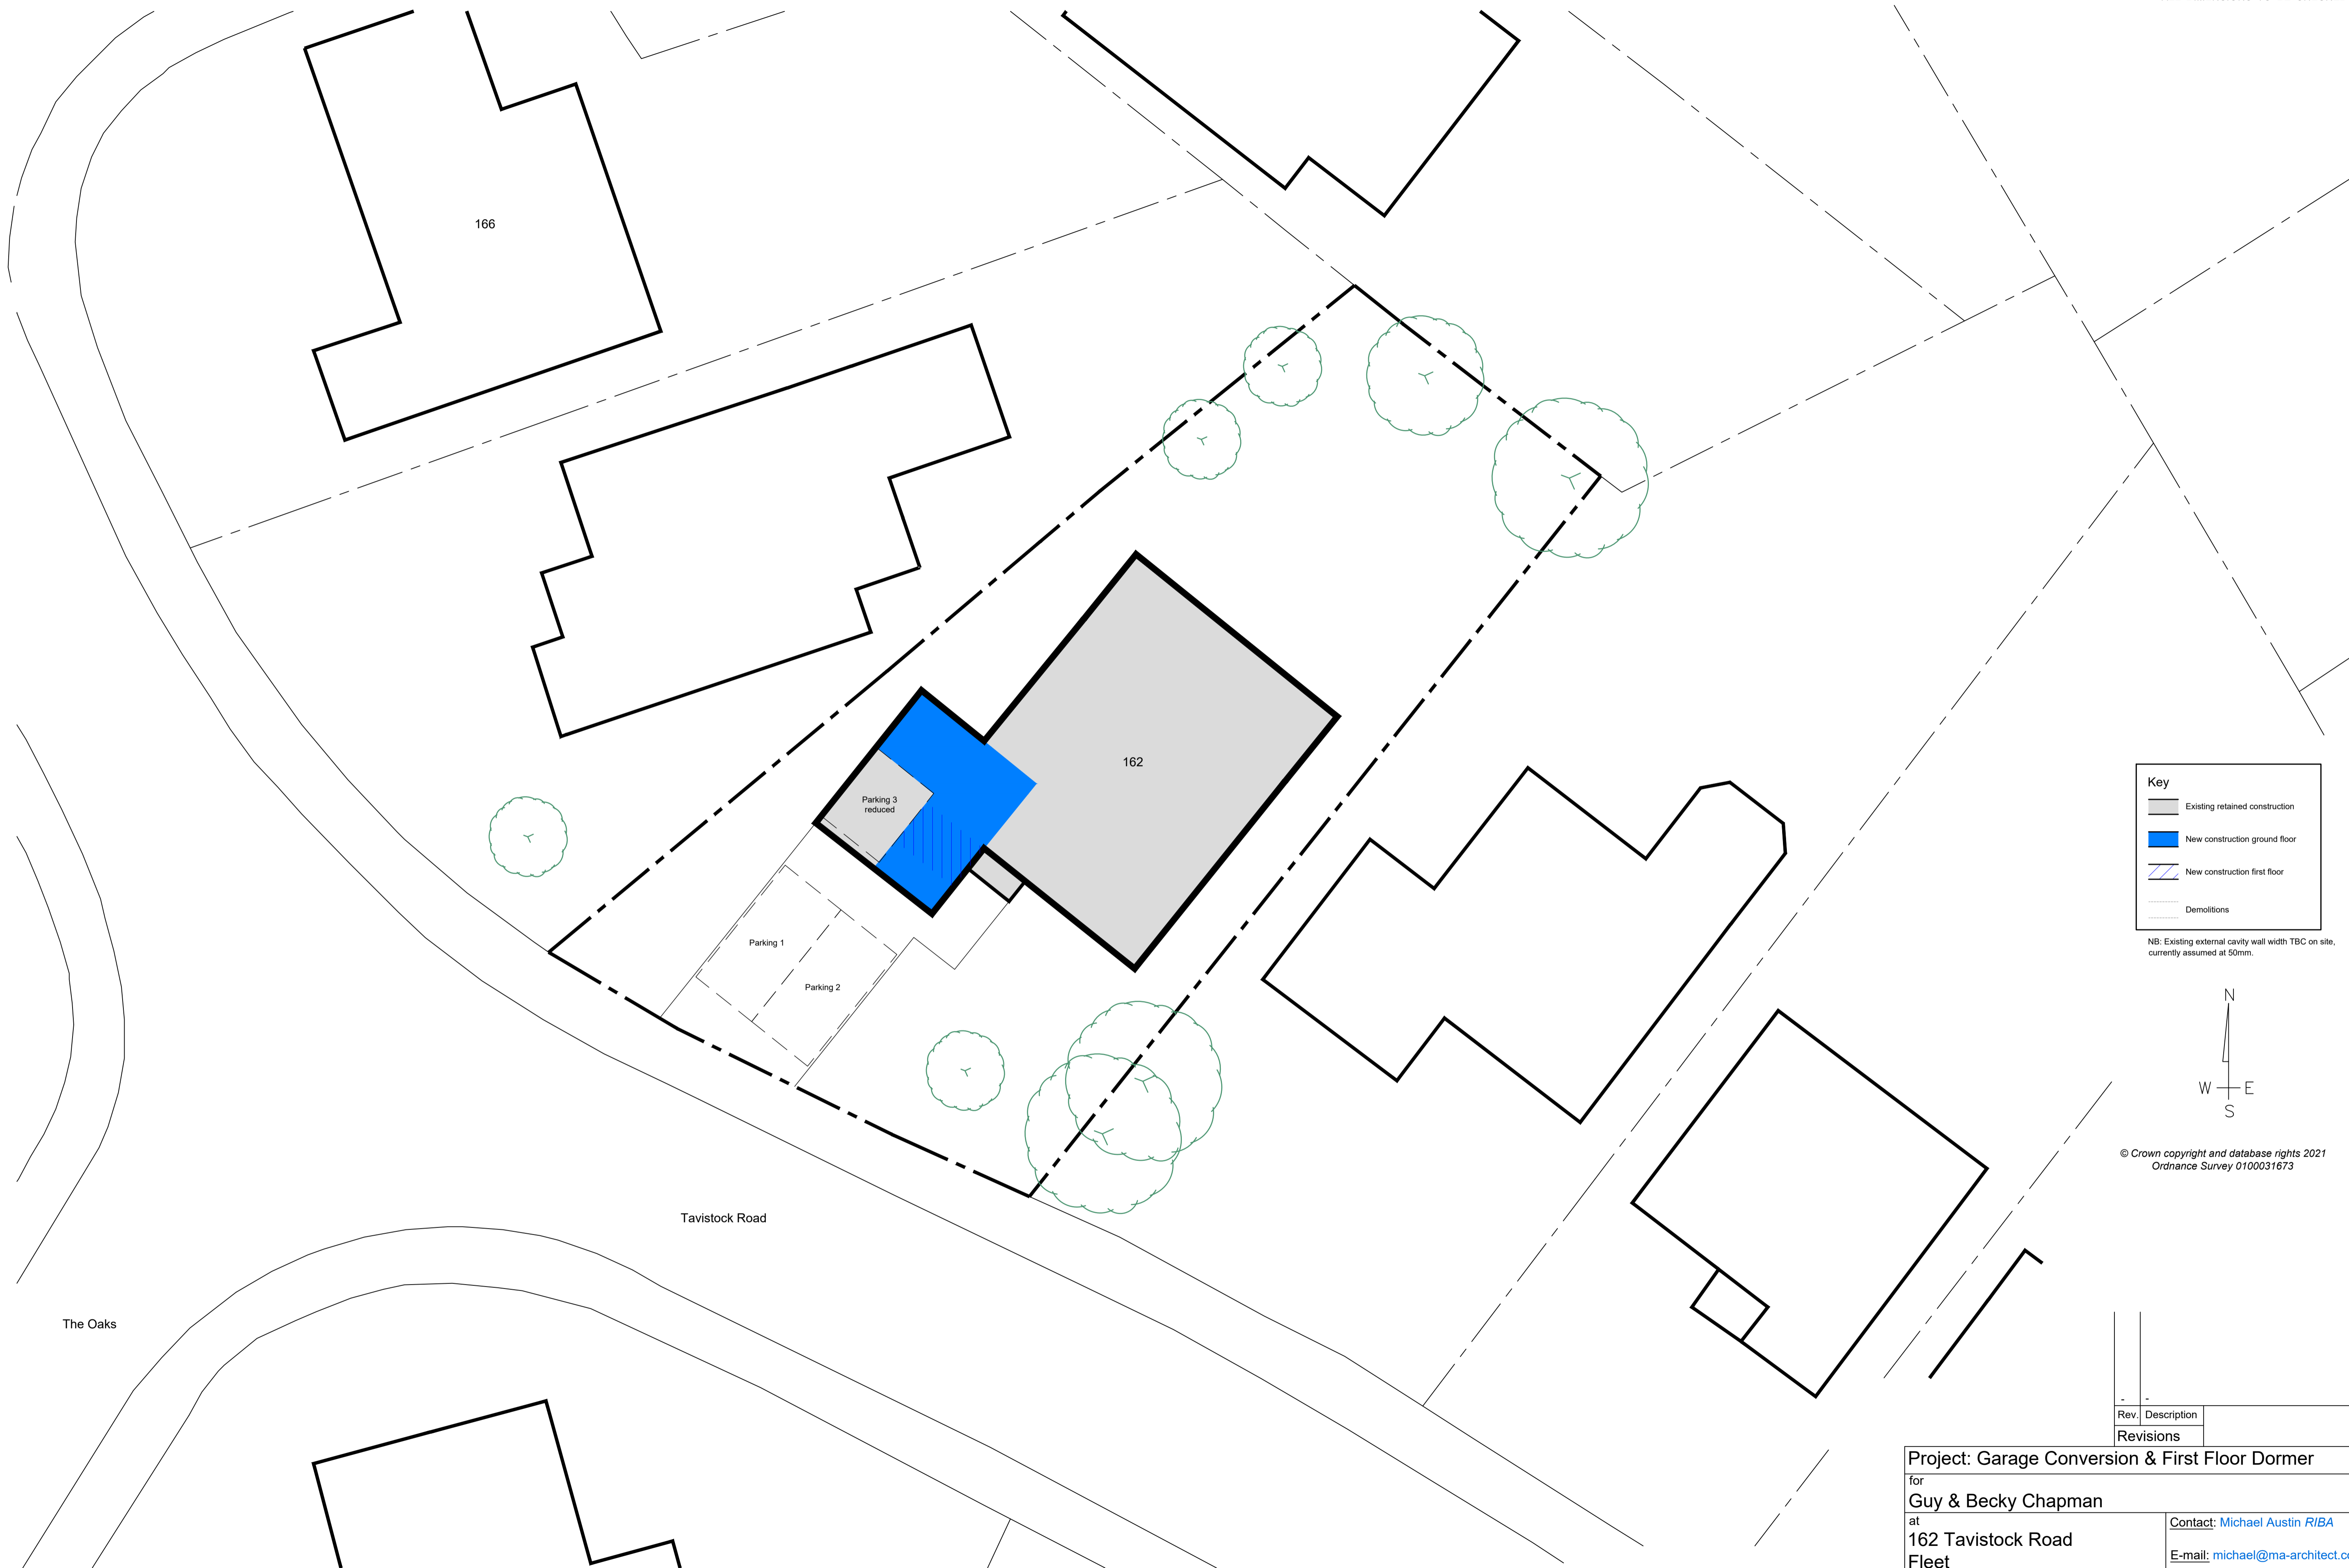 166
162
Parking 3
reduced
Parking 1
Parking 2
Tavistock Road
The Oaks
Key
Existing retained construction
New construction ground floor
New construction first floor
Demolitions
NB: Existing external cavity wall width TBC on site,
currently assumed at 50mm.
N
W E
S
© Crown copyright and database rights 2021
Ordnance Survey 0100031673
- -
Rev. Description
Revisions
Project: Garage Conversion & First Floor Dormer
for
Guy & Becky Chapman
at
162 Tavistock Road
Fleet
Contact: Michael Austin RIBA
E-mail: michael@ma-architect.co